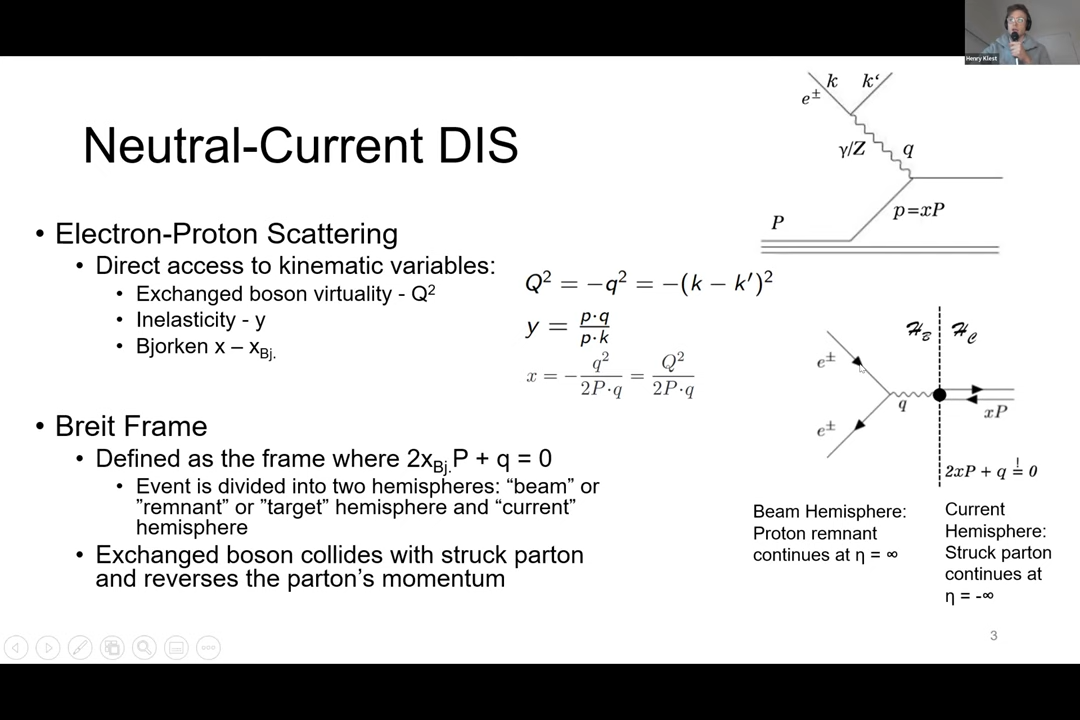 Henry Klest
Neutral-Current DIS
• Electron-Proton Scattering
• Direct access to kinematic variables:
• Exchanged boson virtuality - Q²
• Inelasticity - y
• Bjorken x – x_Bj.
Q² = −q² = −(k − k′)²
y = p·q / p·k
x = − q² / 2P·q = Q² / 2P·q
• Breit Frame
• Defined as the frame where 2x_Bj.P + q = 0
• Event is divided into two hemispheres: “beam” or
”remnant” or ”target” hemisphere and “current”
hemisphere
• Exchanged boson collides with struck parton
and reverses the parton’s momentum
k k‘
e±
γ/Z q
p=xP
P
ℋ_B ℋ_C
e±
q
xP
e±
2xP + q =! 0
Beam Hemisphere:
Proton remnant
continues at η = ∞
Current
Hemisphere:
Struck parton
continues at
η = -∞
3